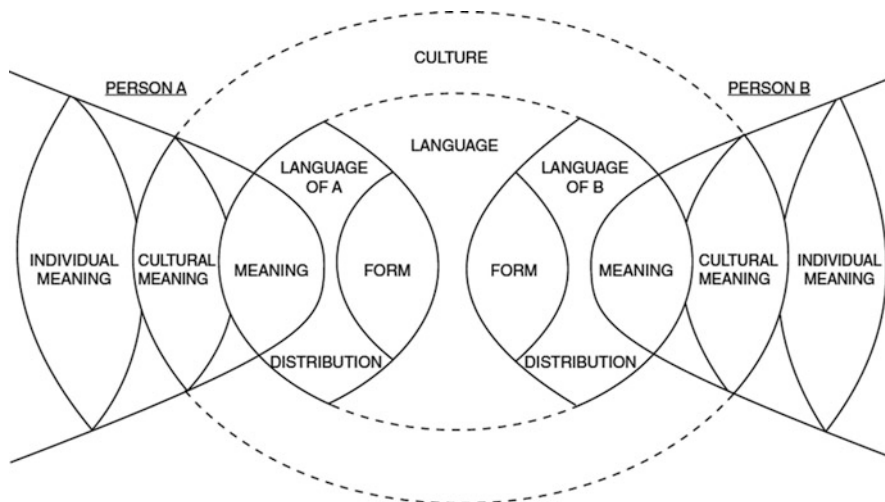 CULTURE
PERSON A
PERSON B
LANGUAGE
LANGUAGE
OF A
LANGUAGE
OF B
INDIVIDUAL
MEANING
CULTURAL
MEANING
MEANING
FORM
FORM
MEANING
CULTURAL
MEANING
INDIVIDUAL
MEANING
DISTRIBUTION
DISTRIBUTION